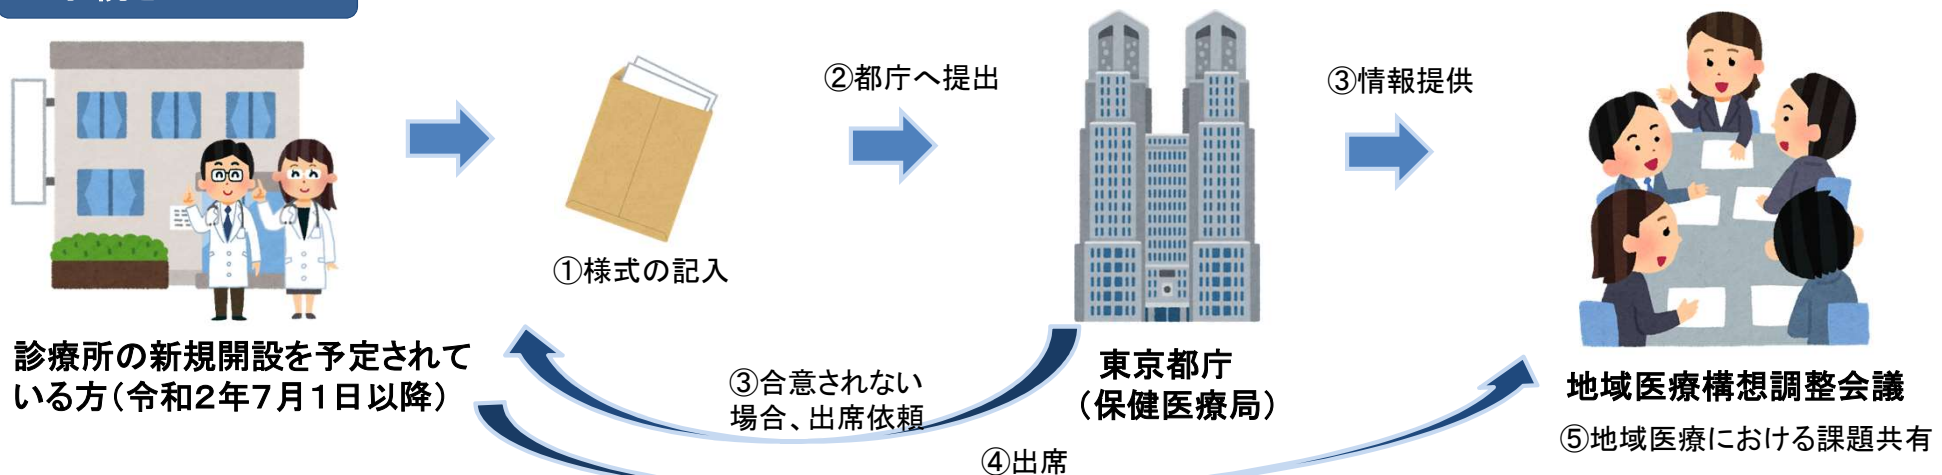 ①様式の記入
②都庁へ提出
③情報提供
診療所の新規開設を予定されて
いる方（令和2年7月1日以降）
③合意されない
場合、出席依頼
東京都庁
（保健医療局）
④出席
地域医療構想調整会議
⑤地域医療における課題共有